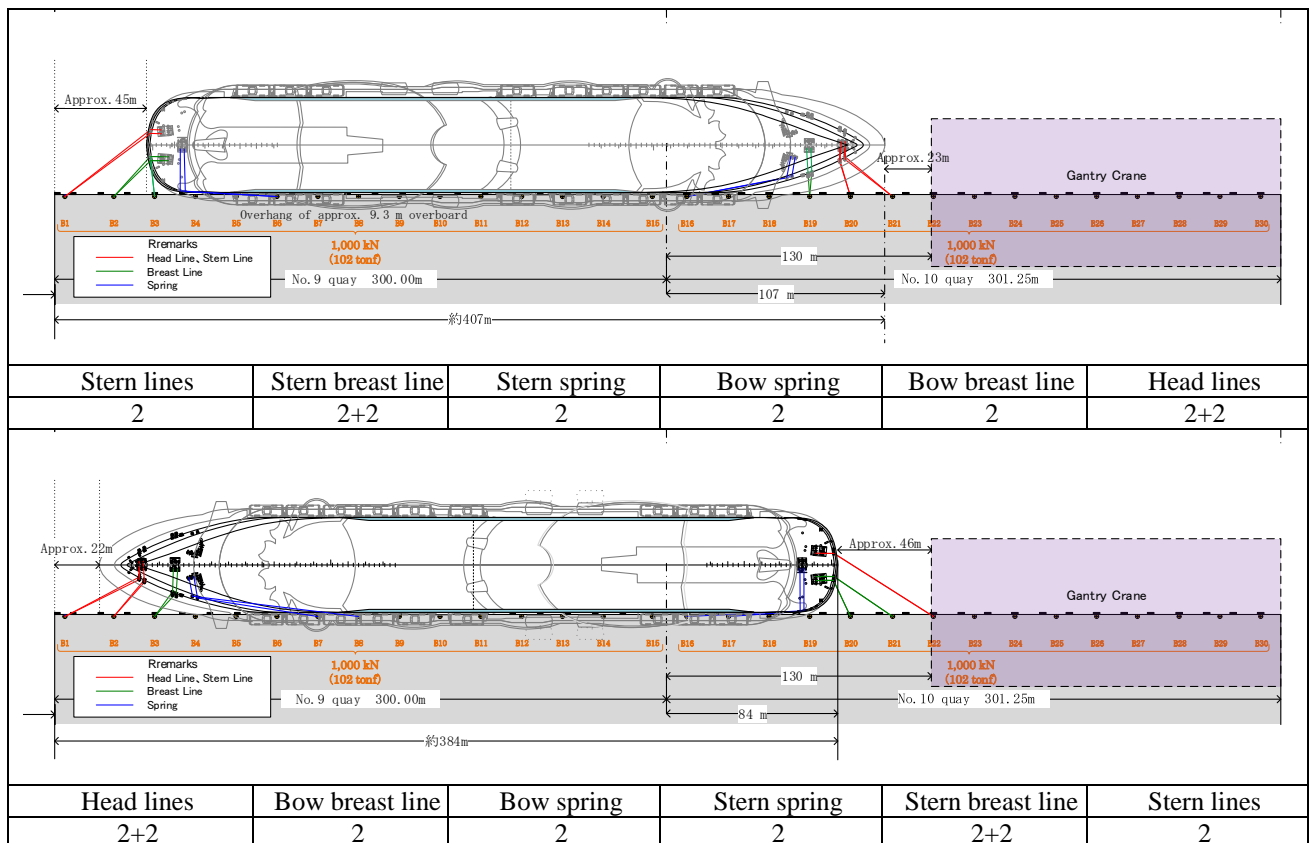 Approx.45m
Approx.23m
Gantry Crane
Overhang of approx. 9.3 m overboard
B1 B2 B3 B4 B5 B6 B7 B8 B9 B10 B11 B12 B13 B14 B15 B16 B17 B18 B19 B20 B21 B22 B23 B24 B25 B26 B27 B28 B29 B30
Rremarks
Head Line、Stern Line
Breast Line
Spring
1,000 kN
(102 tonf)
1,000 kN
(102 tonf)
130 m
No.9 quay 300.00m
No.10 quay 301.25m
107 m
約407m
Stern lines Stern breast line Stern spring Bow spring Bow breast line Head lines
2 2+2 2 2 2 2+2
Approx.22m
Approx.46m
Gantry Crane
B1 B2 B3 B4 B5 B6 B7 B8 B9 B10 B11 B12 B13 B14 B15 B16 B17 B18 B19 B20 B21 B22 B23 B24 B25 B26 B27 B28 B29 B30
Rremarks
Head Line、Stern Line
Breast Line
Spring
1,000 kN
(102 tonf)
1,000 kN
(102 tonf)
130 m
No.9 quay 300.00m
No.10 quay 301.25m
84 m
約384m
Head lines Bow breast line Bow spring Stern spring Stern breast line Stern lines
2+2 2 2 2 2+2 2